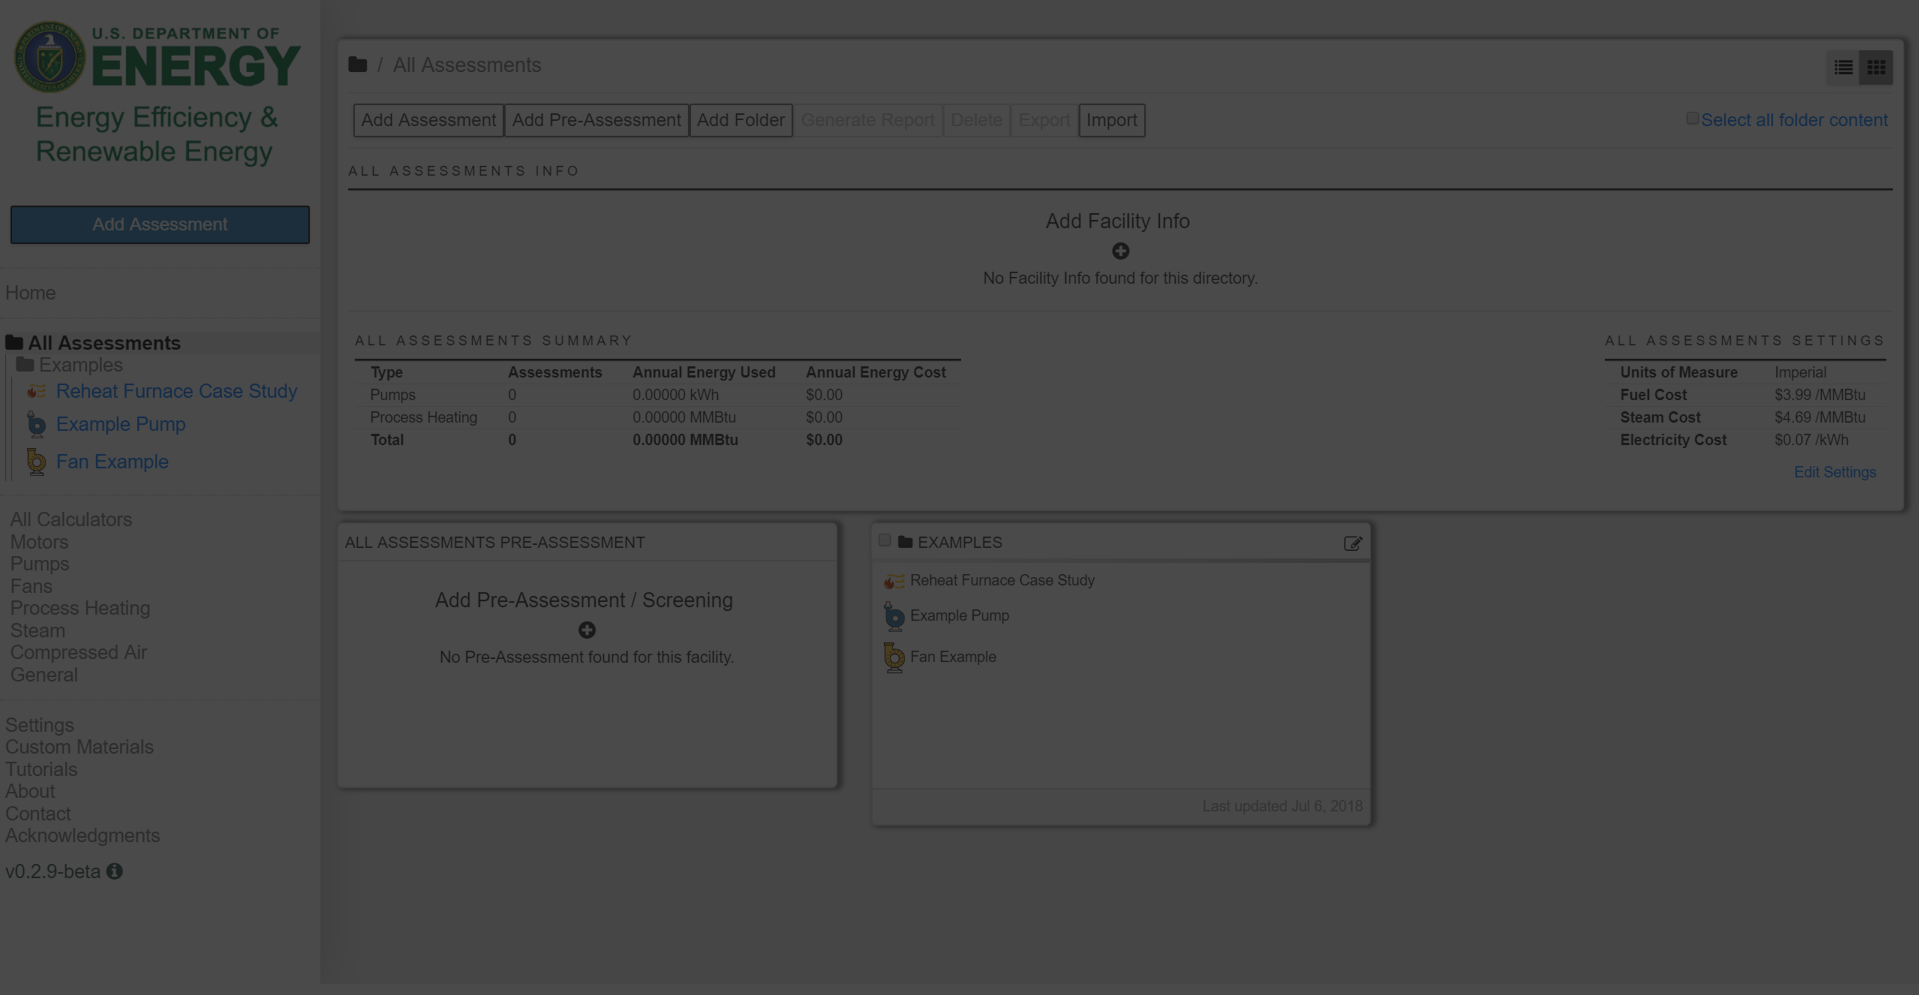 U.S. DEPARTMENT OF
ENERGY
Energy Efficiency &
Renewable Energy
Add Assessment
Home
All Assessments
Examples
Reheat Furnace Case Study
Example Pump
Fan Example
All Calculators
Motors
Pumps
Fans
Process Heating
Steam
Compressed Air
General
Settings
Custom Materials
Tutorials
About
Contact
Acknowledgments
v0.2.9-beta
/ All Assessments
Add Assessment Add Pre-Assessment Add Folder Generate Report Delete Export Import Select all folder content
ALL ASSESSMENTS INFO
Add Facility Info
No Facility Info found for this directory.
ALL ASSESSMENTS SUMMARY
Type Assessments Annual Energy Used Annual Energy Cost
Pumps 0 0.00000 kWh $0.00
Process Heating 0 0.00000 MMBtu $0.00
Total 0 0.00000 MMBtu $0.00
ALL ASSESSMENTS SETTINGS
Units of Measure Imperial
Fuel Cost $3.99 /MMBtu
Steam Cost $4.69 /MMBtu
Electricity Cost $0.07 /kWh
Edit Settings
ALL ASSESSMENTS PRE-ASSESSMENT
Add Pre-Assessment / Screening
No Pre-Assessment found for this facility.
EXAMPLES
Reheat Furnace Case Study
Example Pump
Fan Example
Last updated Jul 6, 2018